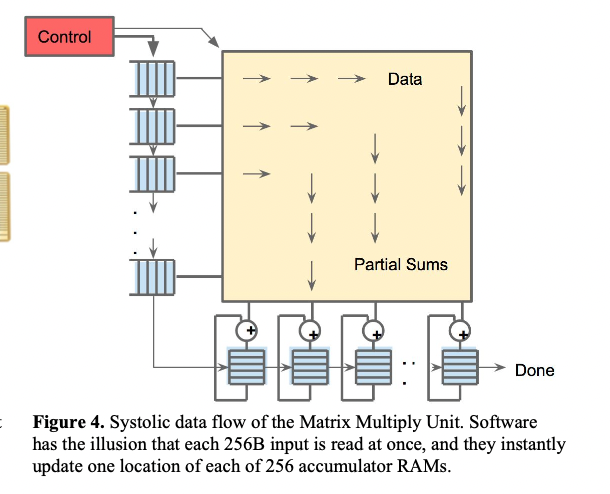 Control
Data
Partial Sums
+ + + +
Done
Figure 4. Systolic data flow of the Matrix Multiply Unit. Software
has the illusion that each 256B input is read at once, and they instantly
update one location of each of 256 accumulator RAMs.